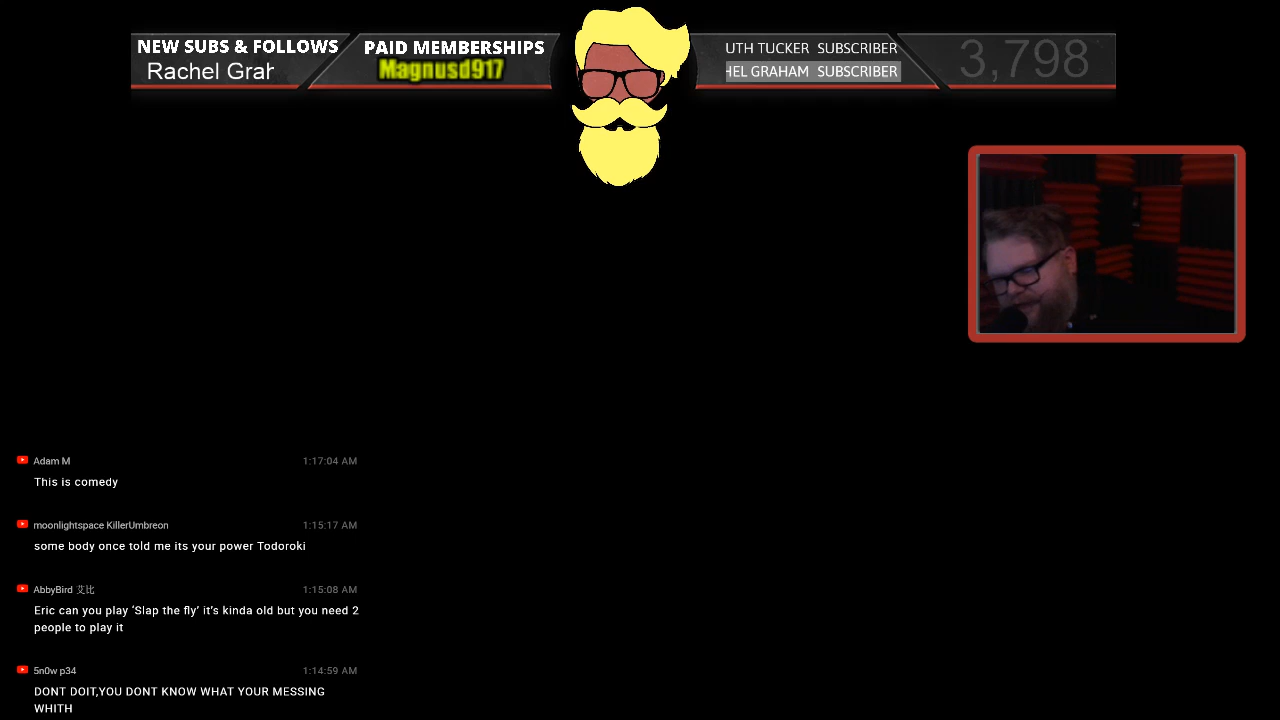 NEW SUBS & FOLLOWS
Rachel Grah
PAID MEMBERSHIPS
Magnusd917
UTH TUCKER SUBSCRIBER
HEL GRAHAM SUBSCRIBER
3,798
Adam M 1:17:04 AM
This is comedy
moonlightspace KillerUmbreon 1:15:17 AM
some body once told me its your power Todoroki
AbbyBird 艾比 1:15:08 AM
Eric can you play ‘Slap the fly’ it’s kinda old but you need 2
people to play it
5n0w p34 1:14:59 AM
DONT DOIT,YOU DONT KNOW WHAT YOUR MESSING
WHITH